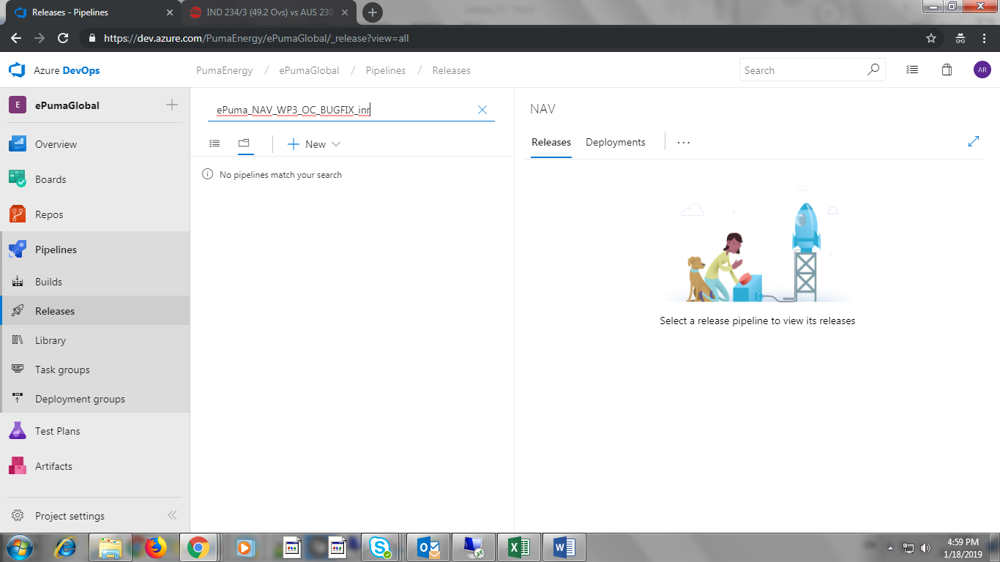 Releases - Pipelines
IND 234/3 (49.2 Ovs) vs AUS 230
https://dev.azure.com/PumaEnergy/ePumaGlobal/_release?view=all
Azure DevOps
PumaEnergy / ePumaGlobal / Pipelines / Releases
Search
AR
E
ePumaGlobal
Overview
Boards
Repos
Pipelines
Builds
Releases
Library
Task groups
Deployment groups
Test Plans
Artifacts
Project settings
ePuma_NAV_WP3_OC_BUGFIX_inr
New
No pipelines match your search
NAV
Releases
Deployments
Select a release pipeline to view its releases
4:59 PM
1/18/2019